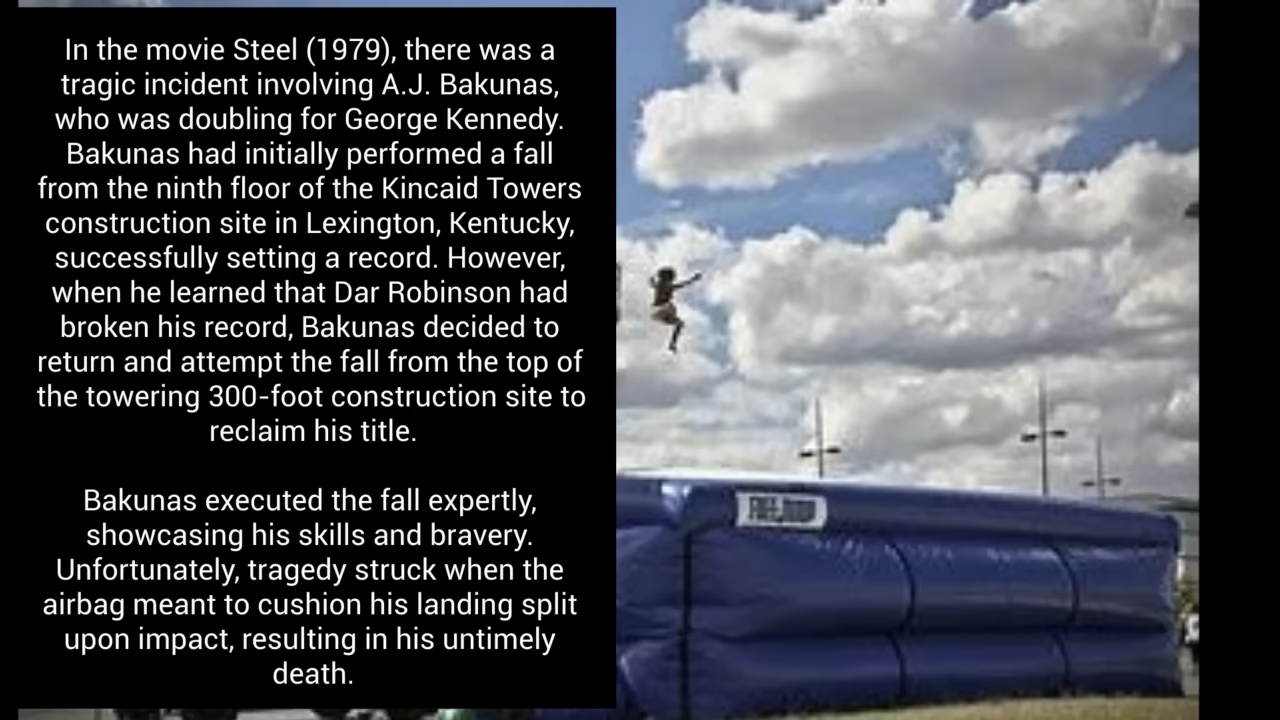 In the movie Steel (1979), there was a
tragic incident involving A.J. Bakunas,
who was doubling for George Kennedy.
Bakunas had initially performed a fall
from the ninth floor of the Kincaid Towers
construction site in Lexington, Kentucky,
successfully setting a record. However,
when he learned that Dar Robinson had
broken his record, Bakunas decided to
return and attempt the fall from the top of
the towering 300-foot construction site to
reclaim his title.
Bakunas executed the fall expertly,
showcasing his skills and bravery.
Unfortunately, tragedy struck when the
airbag meant to cushion his landing split
upon impact, resulting in his untimely
death.